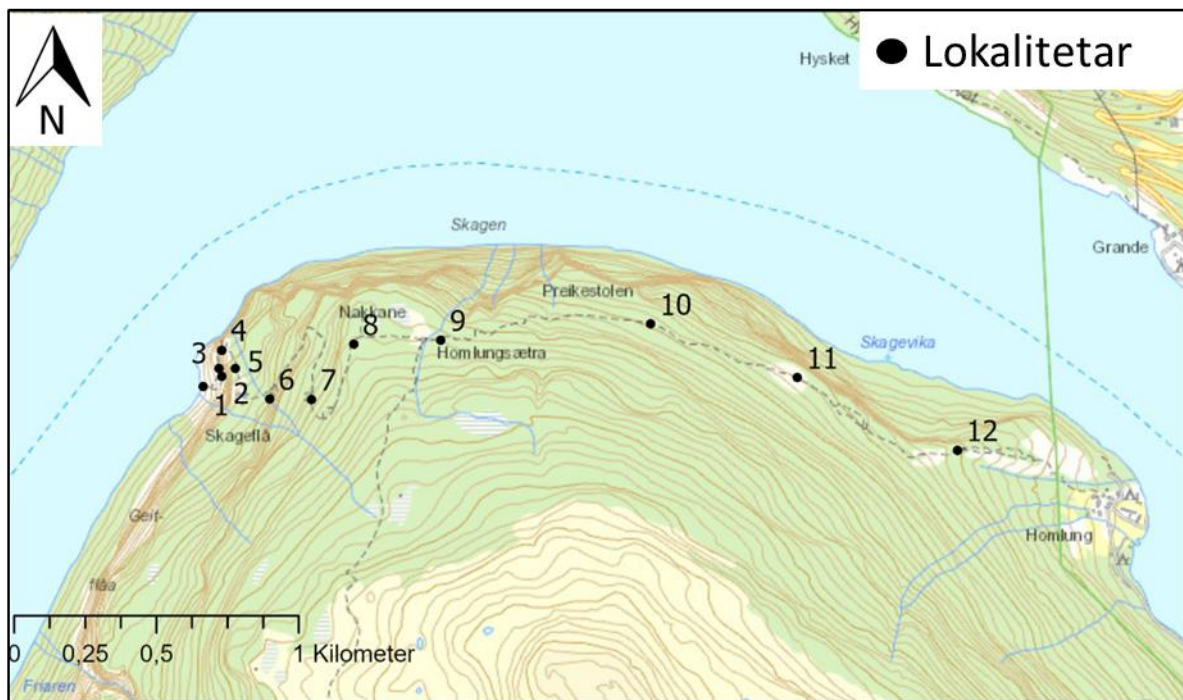 N
Lokalitetar
Hysket
Grande
Skagen
Preikestolen
Nakkane
Homlungsætra
Skagevika
Skageflå
Homlung
Geit-
flåa
Friaren
1
2
3
4
5
6
7
8
9
10
11
12
0 0,25 0,5 1 Kilometer